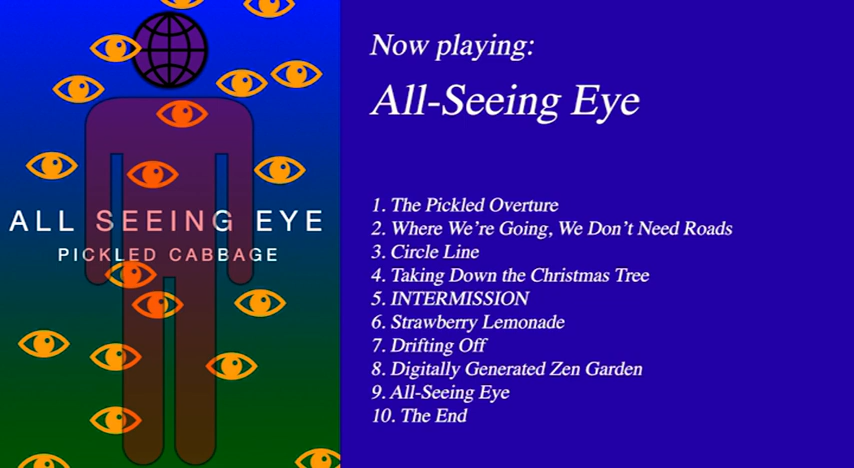 ALL SEEING EYE
PICKLED CABBAGE
Now playing:
All-Seeing Eye
1. The Pickled Overture
2. Where We're Going, We Don't Need Roads
3. Circle Line
4. Taking Down the Christmas Tree
5. INTERMISSION
6. Strawberry Lemonade
7. Drifting Off
8. Digitally Generated Zen Garden
9. All-Seeing Eye
10. The End